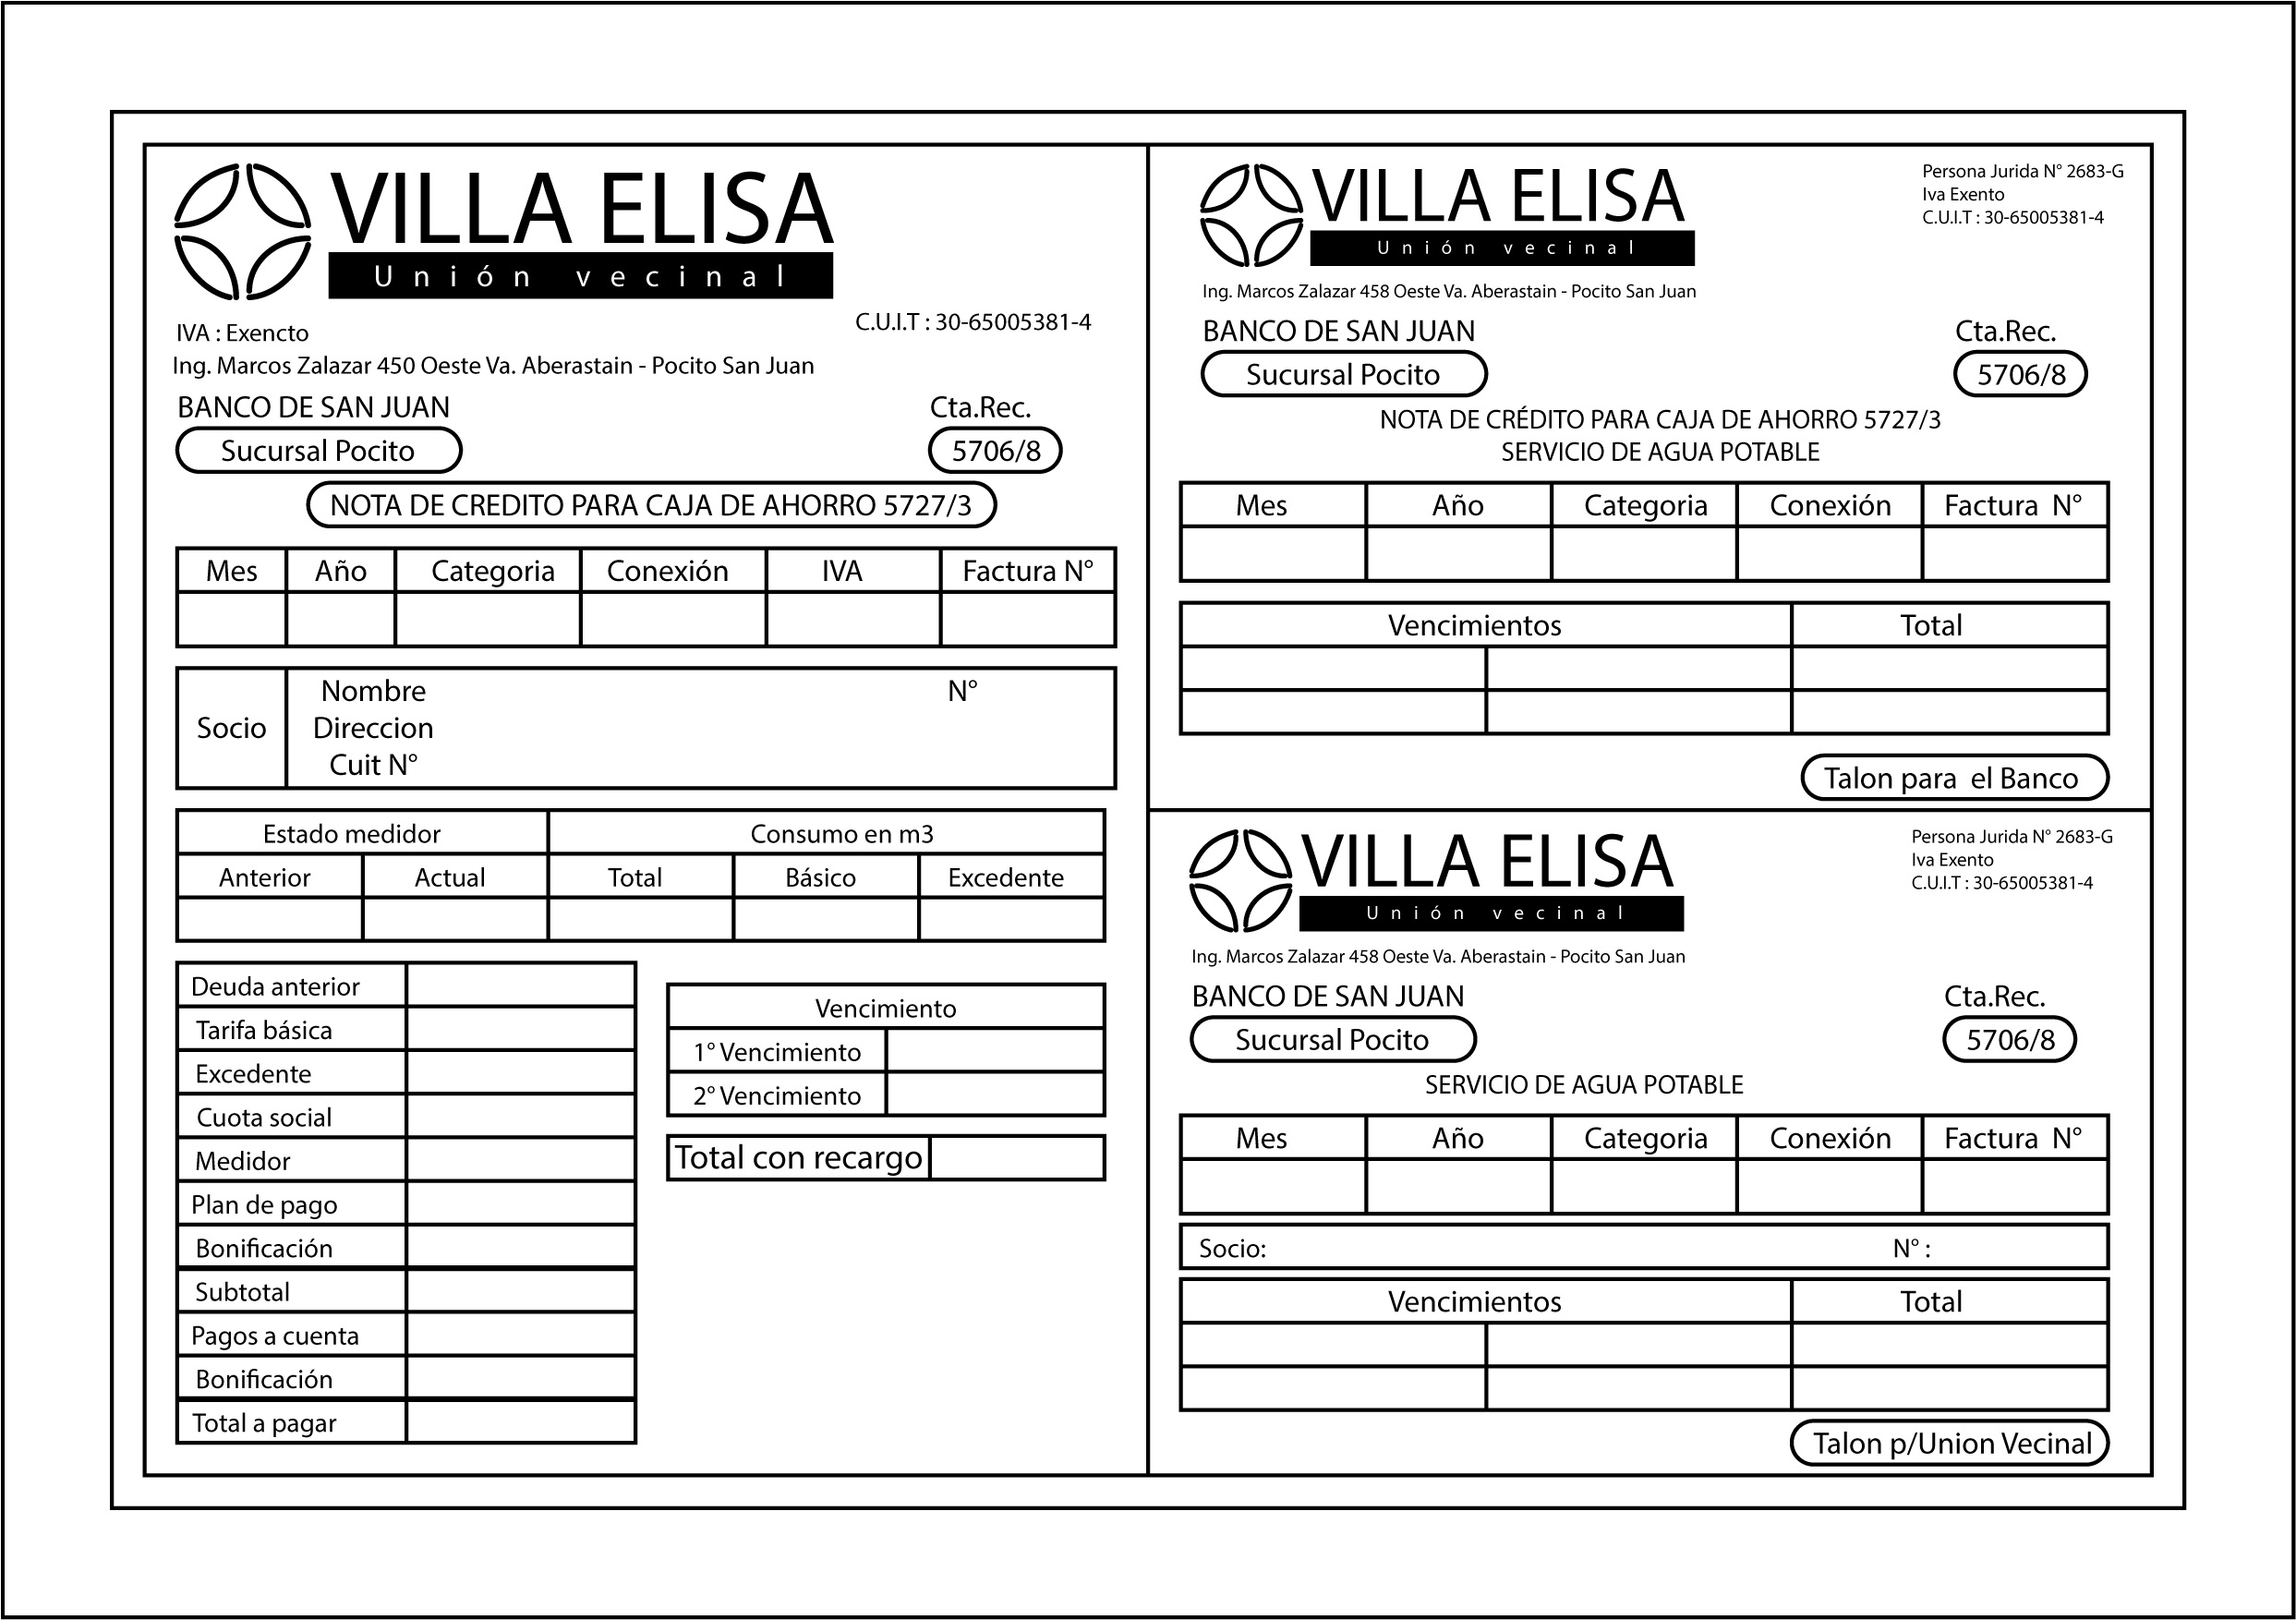 VILLA ELISA
Unión vecinal
C.U.I.T : 30-65005381-4
IVA : Exencto
Ing. Marcos Zalazar 450 Oeste Va. Aberastain - Pocito San Juan
BANCO DE SAN JUAN Cta.Rec.
Sucursal Pocito 5706/8
NOTA DE CREDITO PARA CAJA DE AHORRO 5727/3
Mes Año Categoria Conexión IVA Factura N°
Nombre N°
Socio Direccion
Cuit N°
Estado medidor Consumo en m3
Anterior Actual Total Básico Excedente
Deuda anterior
Tarifa básica
Excedente
Cuota social
Medidor
Plan de pago
Bonificación
Subtotal
Pagos a cuenta
Bonificación
Total a pagar
Vencimiento
1° Vencimiento
2° Vencimiento
Total con recargo
VILLA ELISA
Unión vecinal
Persona Jurida N° 2683-G
Iva Exento
C.U.I.T : 30-65005381-4
Ing. Marcos Zalazar 458 Oeste Va. Aberastain - Pocito San Juan
BANCO DE SAN JUAN Cta.Rec.
Sucursal Pocito 5706/8
NOTA DE CRÉDITO PARA CAJA DE AHORRO 5727/3
SERVICIO DE AGUA POTABLE
Mes Año Categoria Conexión Factura N°
Vencimientos Total
Talon para el Banco
VILLA ELISA
Unión vecinal
Persona Jurida N° 2683-G
Iva Exento
C.U.I.T : 30-65005381-4
Ing. Marcos Zalazar 458 Oeste Va. Aberastain - Pocito San Juan
BANCO DE SAN JUAN Cta.Rec.
Sucursal Pocito 5706/8
SERVICIO DE AGUA POTABLE
Mes Año Categoria Conexión Factura N°
Socio: N° :
Vencimientos Total
Talon p/Union Vecinal